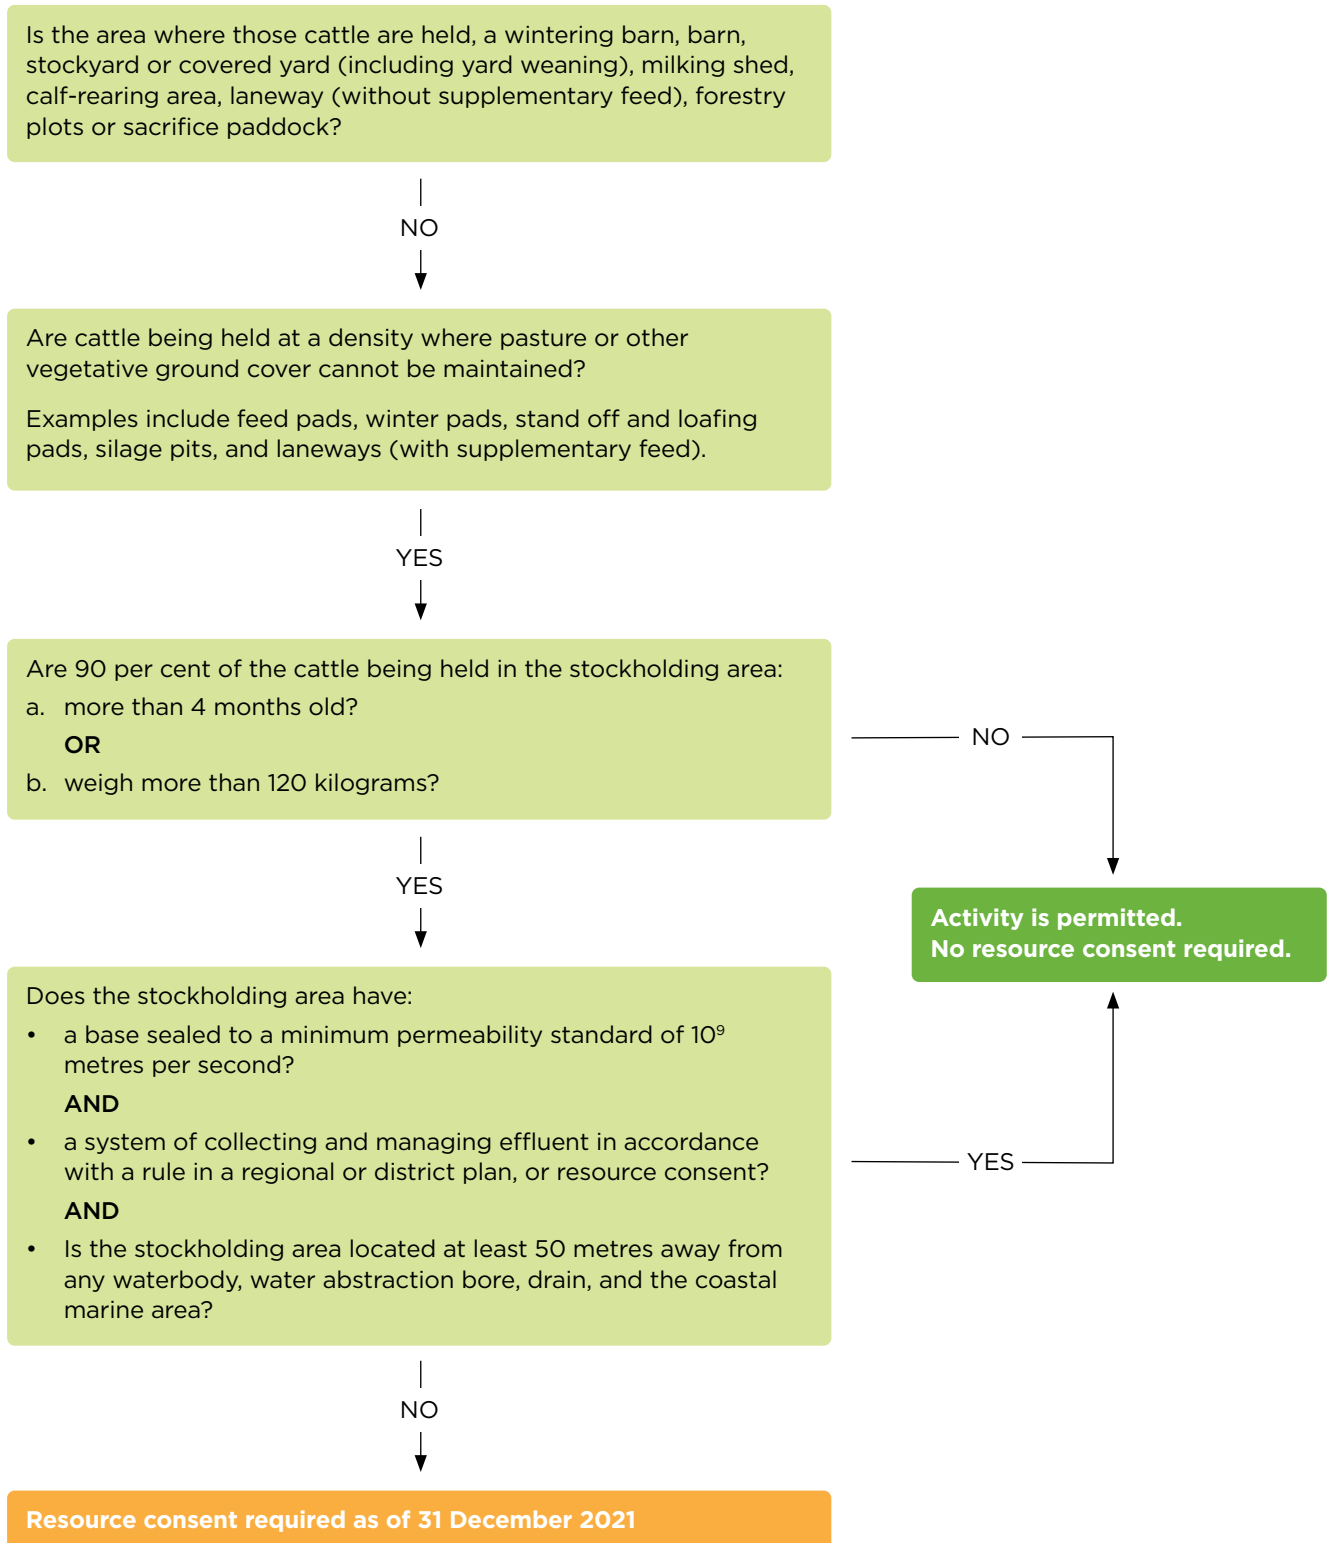 Is the area where those cattle are held, a wintering barn, barn,
stockyard or covered yard (including yard weaning), milking shed,
calf-rearing area, laneway (without supplementary feed), forestry
plots or sacrifice paddock?
NO
Are cattle being held at a density where pasture or other
vegetative ground cover cannot be maintained?
Examples include feed pads, winter pads, stand off and loafing
pads, silage pits, and laneways (with supplementary feed).
YES
Are 90 per cent of the cattle being held in the stockholding area:
a. more than 4 months old?
OR
b. weigh more than 120 kilograms?
NO
YES
Activity is permitted.
No resource consent required.
Does the stockholding area have:
• a base sealed to a minimum permeability standard of 10⁹
metres per second?
AND
• a system of collecting and managing effluent in accordance
with a rule in a regional or district plan, or resource consent?
YES
AND
• Is the stockholding area located at least 50 metres away from
any waterbody, water abstraction bore, drain, and the coastal
marine area?
NO
Resource consent required as of 31 December 2021